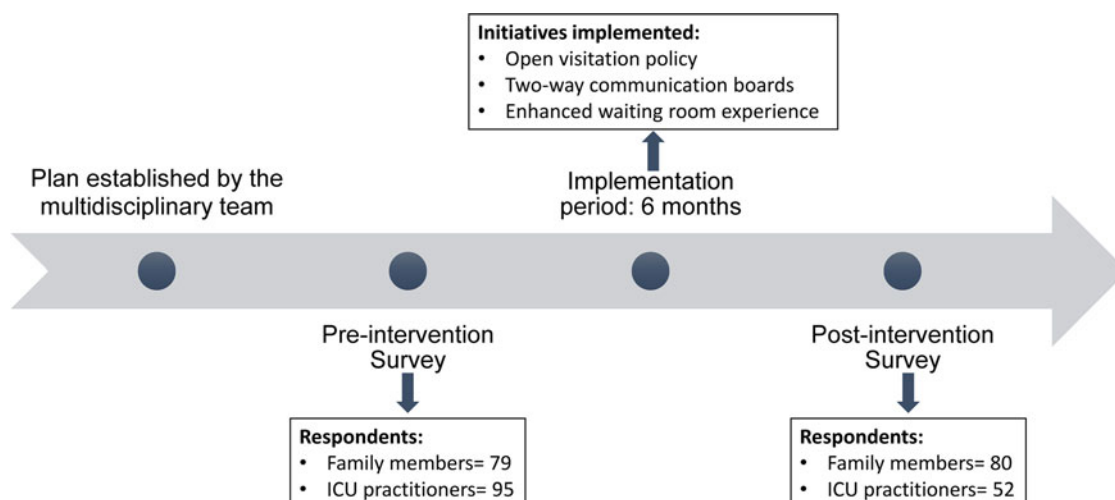 Initiatives implemented:
• Open visitation policy
• Two-way communication boards
• Enhanced waiting room experience
Plan established by the
multidisciplinary team
Implementation
period: 6 months
Pre-intervention
Survey
Post-intervention
Survey
Respondents:
• Family members= 79
• ICU practitioners= 95
Respondents:
• Family members= 80
• ICU practitioners= 52